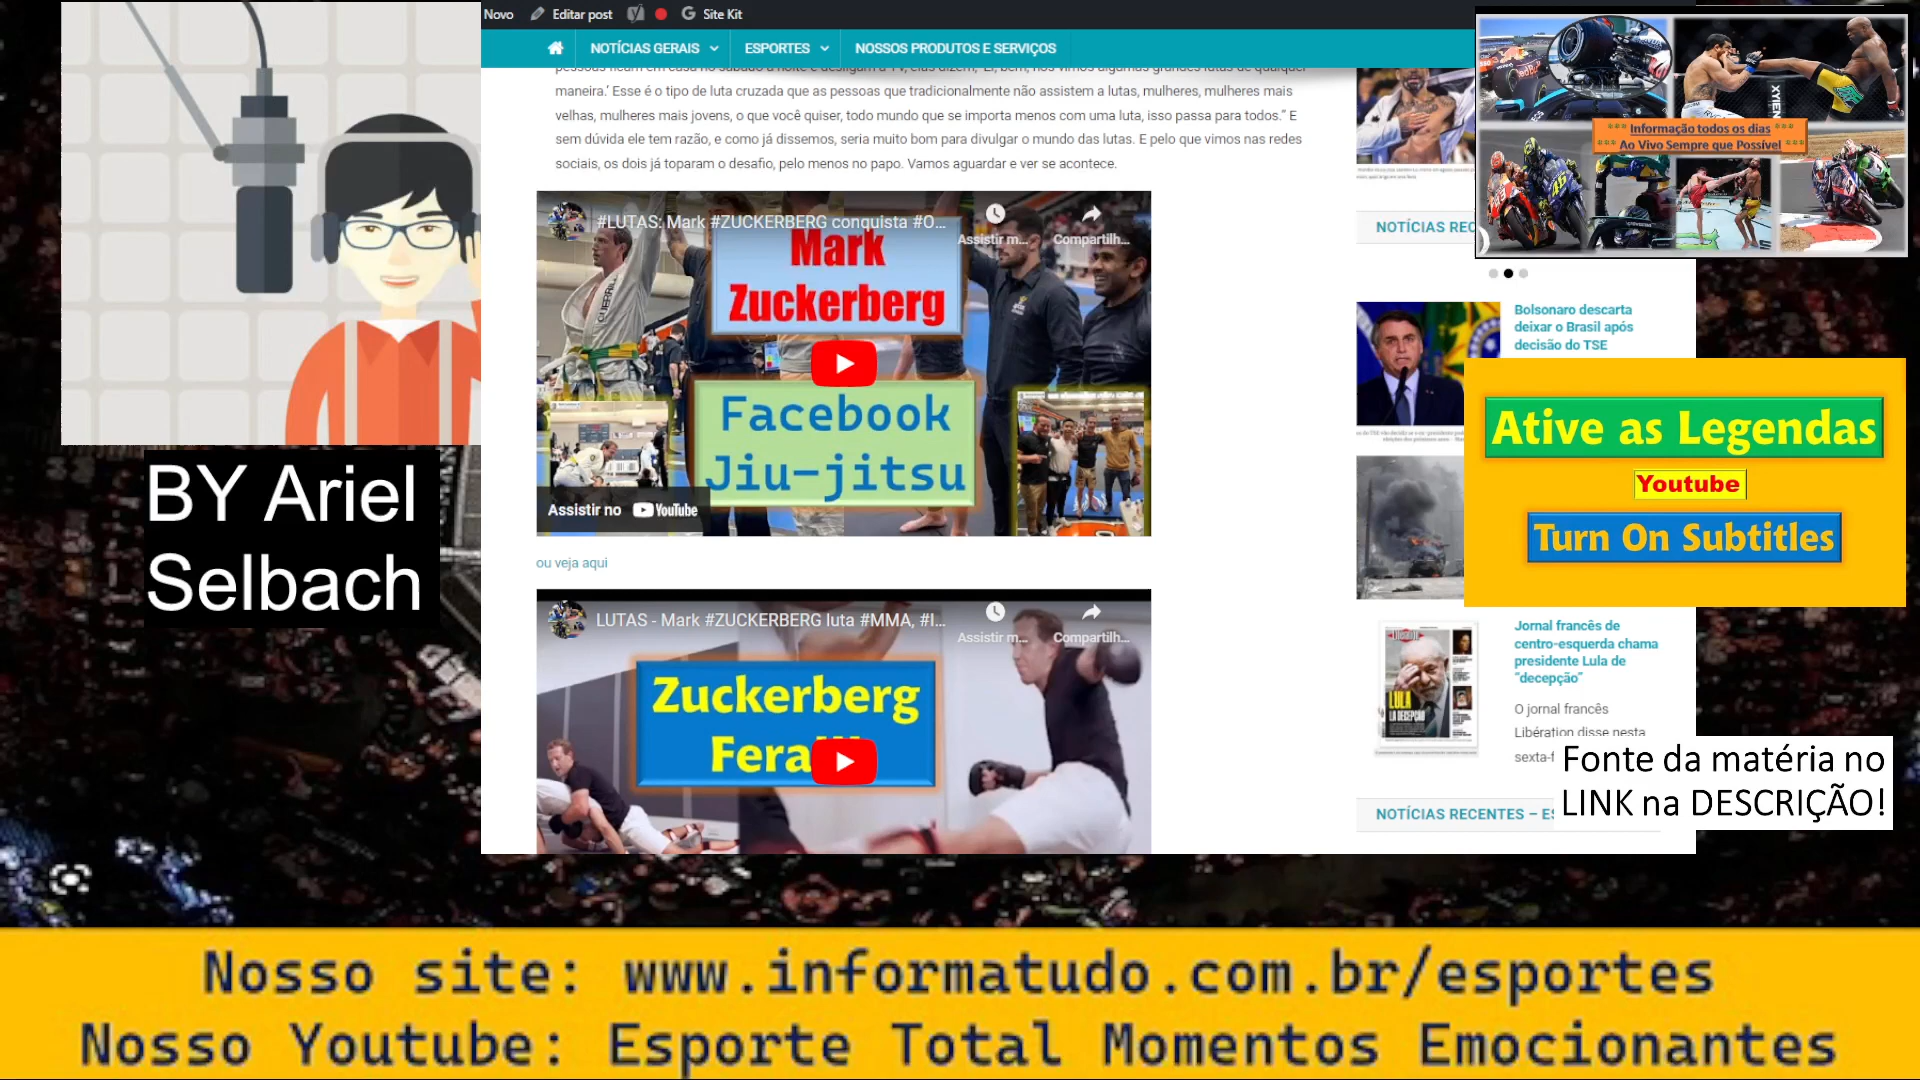 Novo Editar post Site Kit
NOTÍCIAS GERAIS ESPORTES NOSSOS PRODUTOS E SERVIÇOS
maneira.' Esse é o tipo de luta cruzada que as pessoas que tradicionalmente não assistem a lutas, mulheres, mulheres mais
velhas, mulheres mais jovens, o que você quiser, todo mundo que se importa menos com uma luta, isso passa para todos." E
sem dúvida ele tem razão, e como já dissemos, seria muito bom para divulgar o mundo das lutas. E pelo que vimos nas redes
sociais, os dois já toparam o desafio, pelo menos no papo. Vamos aguardar e ver se acontece.
#LUTAS: Mark #ZUCKERBERG conquista #O...
Assistir m... Compartilh...
Mark
Zuckerberg
Facebook
Jiu-jitsu
Assistir no YouTube
ou veja aqui
LUTAS - Mark #ZUCKERBERG luta #MMA, #I...
Assistir m... Compartilh...
Zuckerberg
Fera
BY Ariel
Selbach
*** Informação todos os dias ***
*** Ao Vivo Sempre que Possível ***
NOTÍCIAS REC
Bolsonaro descarta
deixar o Brasil após
decisão do TSE
Ative as Legendas
Youtube
Turn On Subtitles
Jornal francês de
centro-esquerda chama
presidente Lula de
"decepção"
LULA
LA DECEPÇÃO
O jornal francês
Libération disse nesta
sexta-f
Fonte da matéria no
LINK na DESCRIÇÃO!
NOTÍCIAS RECENTES – ES
Nosso site: www.informatudo.com.br/esportes
Nosso Youtube: Esporte Total Momentos Emocionantes